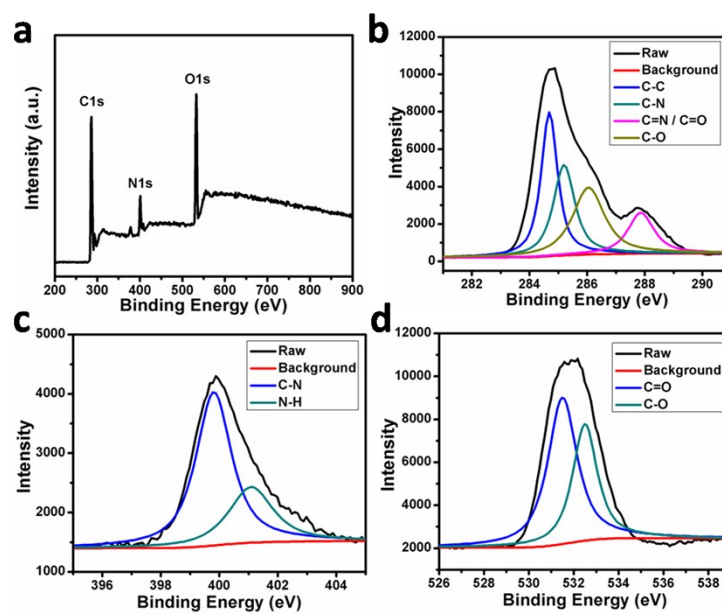 a
Intensity (a.u.)
C1s
N1s
O1s
200 300 400 500 600 700 800 900
Binding Energy (eV)
b
Intensity
12000
10000
8000
6000
4000
2000
0
Raw
Background
C-C
C-N
C=N / C=O
C-O
282 284 286 288 290
Binding Energy (eV)
c
Intensity
5000
4000
3000
2000
1000
Raw
Background
C-N
N-H
396 398 400 402 404
Binding Energy (eV)
d
Intensity
12000
10000
8000
6000
4000
2000
0
Raw
Background
C=O
C-O
526 528 530 532 534 536 538
Binding Energy (eV)